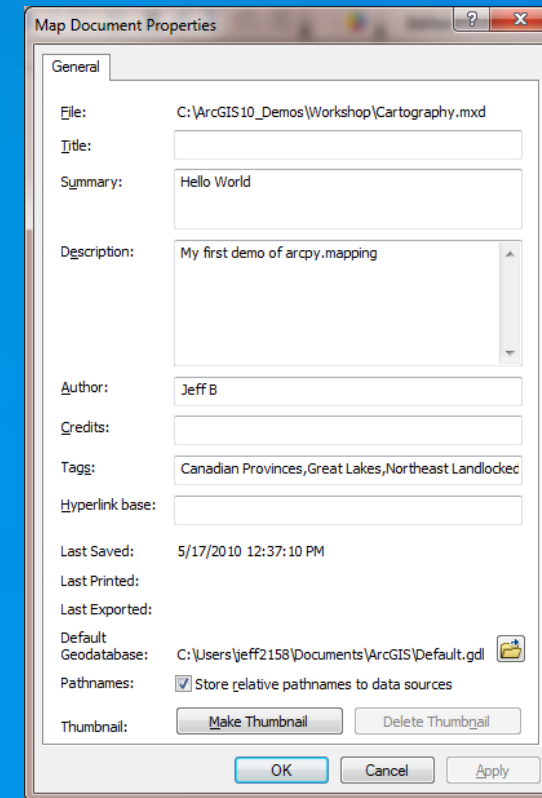 Map Document Properties
General
File: C:\ArcGIS10_Demos\Workshop\Cartography.mxd
Title:
Summary: Hello World
Description: My first demo of arcpy.mapping
Author: Jeff B
Credits:
Tags: Canadian Provinces,Great Lakes,Northeast Landlocked
Hyperlink base:
Last Saved: 5/17/2010 12:37:10 PM
Last Printed:
Last Exported:
Default
Geodatabase: C:\Users\jeff2158\Documents\ArcGIS\Default.gdl
Pathnames: Store relative pathnames to data sources
Thumbnail: Make Thumbnail Delete Thumbnail
OK Cancel Apply